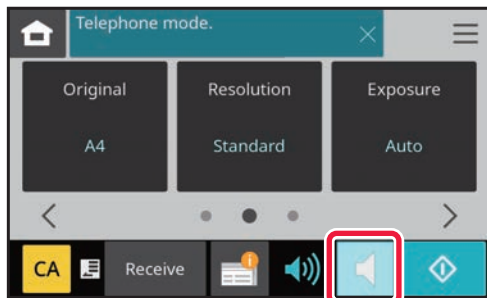 Telephone mode.
Original
Resolution
Exposure
A4
Standard
Auto
CA
Receive